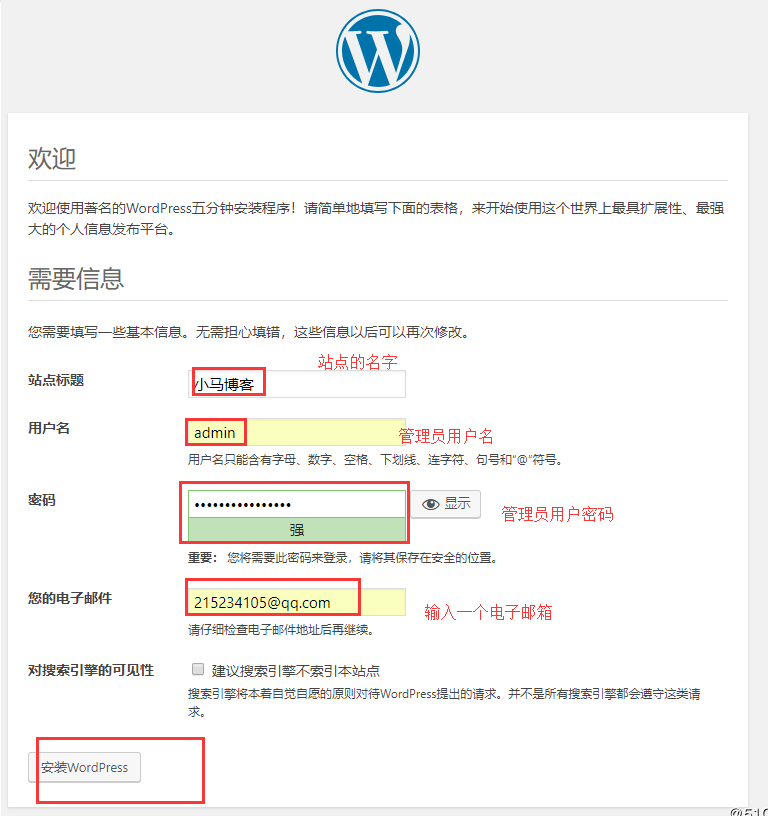 欢迎
欢迎使用著名的WordPress五分钟安装程序！请简单地填写下面的表格，来开始使用这个世界上最具扩展性、最强
大的个人信息发布平台。
需要信息
您需要填写一些基本信息。无需担心填错，这些信息以后可以再次修改。
站点的名字
站点标题 小马博客
用户名 admin 管理员用户名
用户名只能含有字母、数字、空格、下划线、连字符、句号和“@”符号。
密码 •••••••••••••••• 显示 管理员用户密码
强
重要： 您将需要此密码来登录，请将其保存在安全的位置。
您的电子邮件 215234105@qq.com 输入一个电子邮箱
请仔细检查电子邮件地址后再继续。
对搜索引擎的可见性 建议搜索引擎不索引本站点
搜索引擎将本着自觉自愿的原则对待WordPress提出的请求。并不是所有搜索引擎都会遵守这类请
求。
安装WordPress